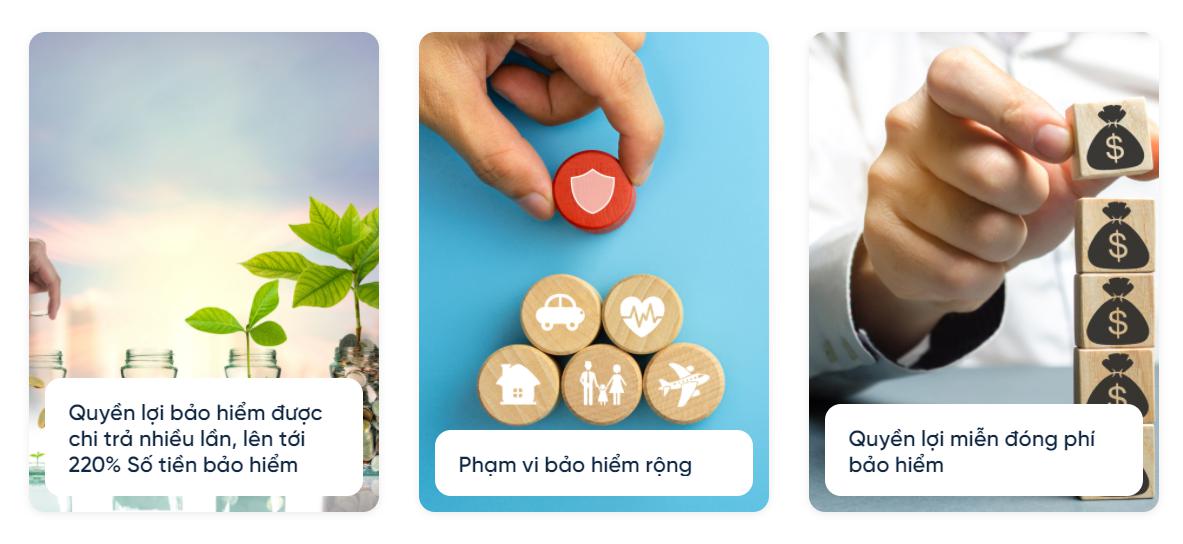 Quyền lợi bảo hiểm được
chi trả nhiều lần, lên tới
220% Số tiền bảo hiểm
Phạm vi bảo hiểm rộng
Quyền lợi miễn đóng phí
bảo hiểm
$
$
$
$